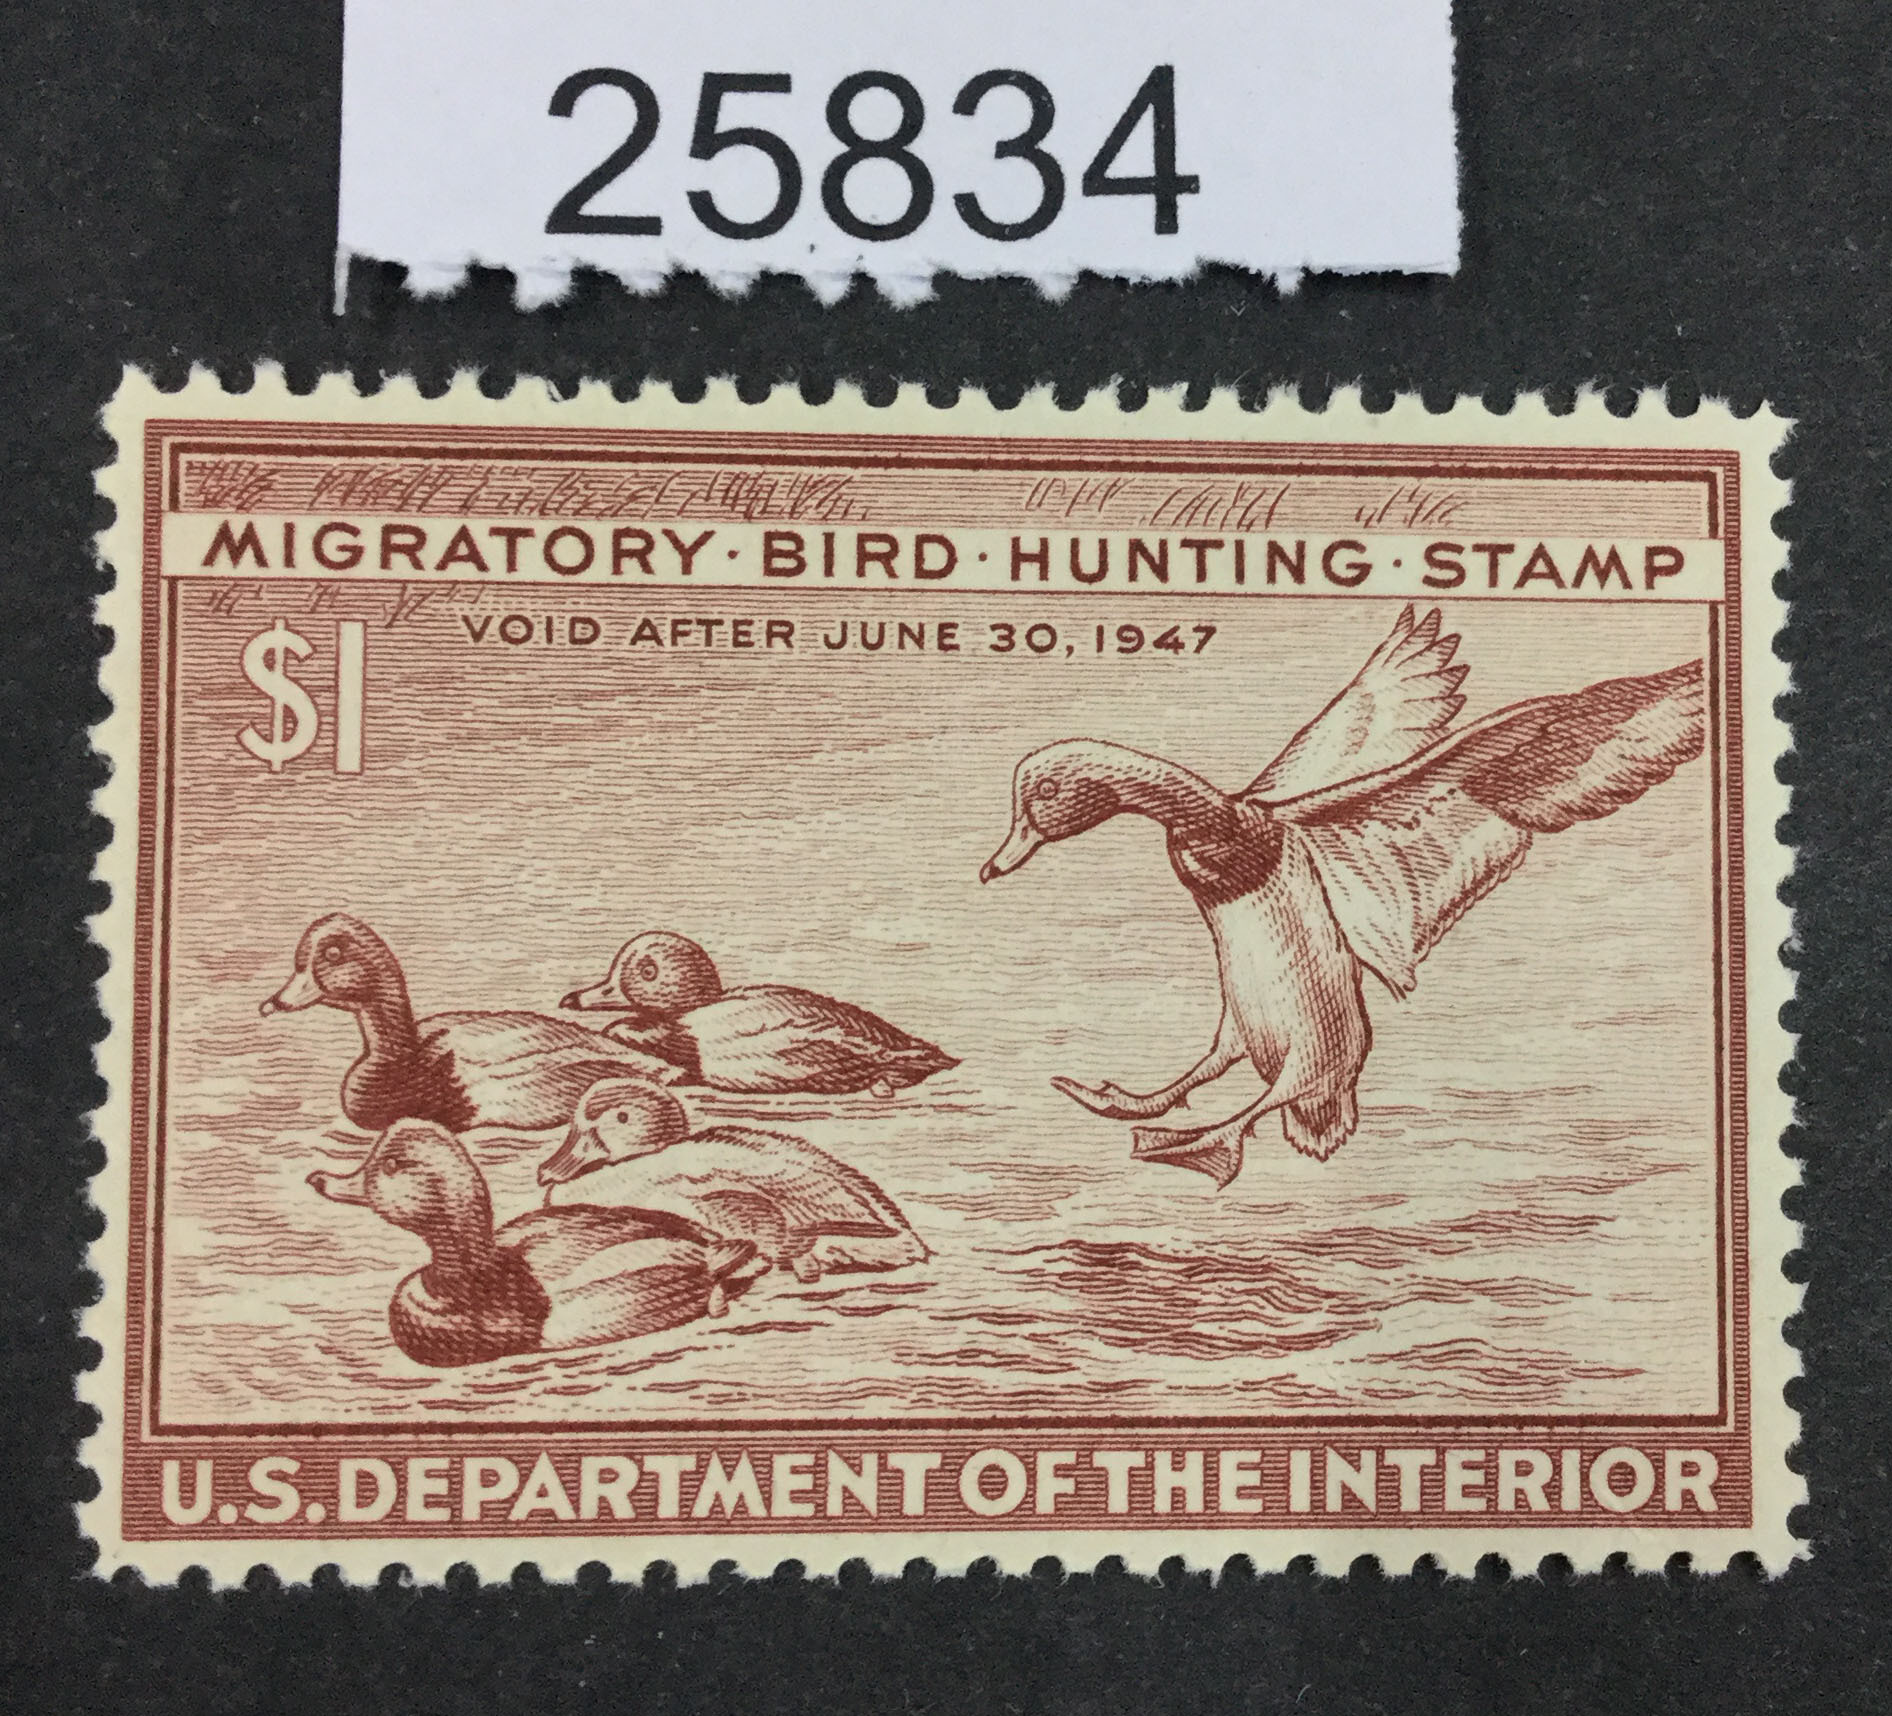 25834
MIGRATORY · BIRD · HUNTING · STAMP
$1
VOID AFTER JUNE 30, 1947
U.S. DEPARTMENT OF THE INTERIOR